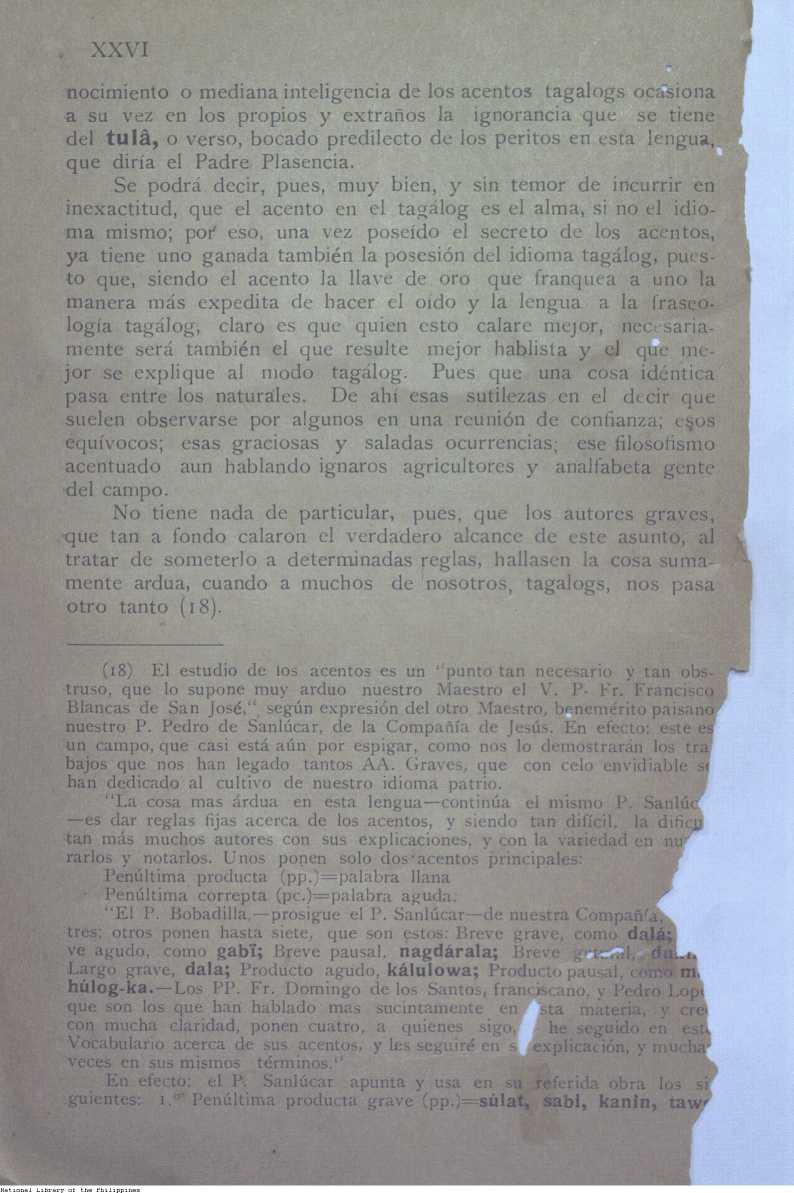 XXVI
nocimiento o mediana inteligencia de los acentos tagalogs ocasiona
a su vez en los propios y extraños la ignorancia que se tiene
del tulâ, o verso, bocado predilecto de los peritos en esta lengua,
que diría el Padre Plasencia.
Se podrá decir, pues, muy bien, y sin temor de incurrir en
inexactitud, que el acento en el tagálog es el alma, si no el idio-
ma mismo; por eso, una vez poseído el secreto de los acentos,
ya tiene uno ganada también la posesión del idioma tagálog, pues-
to que, siendo el acento la llave de oro que franquea a uno la
manera más expedita de hacer el oído y la lengua a la fraseo-
logía tagálog, claro es que quien esto calare mejor, necesaria-
mente será también el que resulte mejor hablista y el que me-
jor se explique al modo tagálog. Pues que una cosa idéntica
pasa entre los naturales. De ahí esas sutilezas en el decir que
suelen observarse por algunos en una reunión de confianza; esos
equívocos; esas graciosas y saladas ocurrencias; ese filosofismo
acentuado aun hablando ignaros agricultores y analfabeta gente
del campo.
No tiene nada de particular, pues, que los autores graves,
que tan a fondo calaron el verdadero alcance de este asunto, al
tratar de someterlo a determinadas reglas, hallasen la cosa suma-
mente ardua, cuando a muchos de nosotros, tagalogs, nos pasa
otro tanto (18).
(18) El estudio de los acentos es un "punto tan necesario y tan obs-
truso, que lo supone muy arduo nuestro Maestro el V. P. Fr. Francisco
Blancas de San José," según expresión del otro Maestro, benemérito paisano
nuestro P. Pedro de Sanlúcar, de la Compañía de Jesús. En efecto: este es
un campo, que casi está aún por espigar, como nos lo demostrarán los tra
bajos que nos han legado tantos AA. Graves, que con celo envidiable
han dedicado al cultivo de nuestro idioma patrio.
"La cosa mas árdua en esta lengua—continúa el mismo P. Sanlúc
—es dar reglas fijas acerca de los acentos, y siendo tan difícil, la dificu
tan más muchos autores con sus explicaciones, y con la variedad en
rarlos y notarlos. Unos ponen solo dos acentos principales:
Penúltima producta (pp.)=palabra llana
Penúltima correpta (pc.)=palabra aguda.
"El P. Bobadilla,—prosigue el P. Sanlúcar—de nuestra Compañía,
tres; otros ponen hasta siete, que son estos: Breve grave, como dalá;
ve agudo, como gabï; Breve pausal, nagdárala; Breve
Largo grave, dala; Producto agudo, kálulowa; Producto pausal, como
húlog-ka.—Los PP. Fr. Domingo de los Santos, franciscano, y Pedro Lop
que son los que han hablado mas sucintamente en sta materia, y cre
con mucha claridad, ponen cuatro, a quienes sigo, he seguido en est
Vocabulario acerca de sus acentos, y les seguiré en s explicación, y mucha
veces en sus mismos términos."
En efecto: el P. Sanlúcar apunta y usa en su referida obra los si
guientes: 1.º Penúltima producta grave (pp.)=súlat, sabi, kanin, taw
National Library of the Philippines